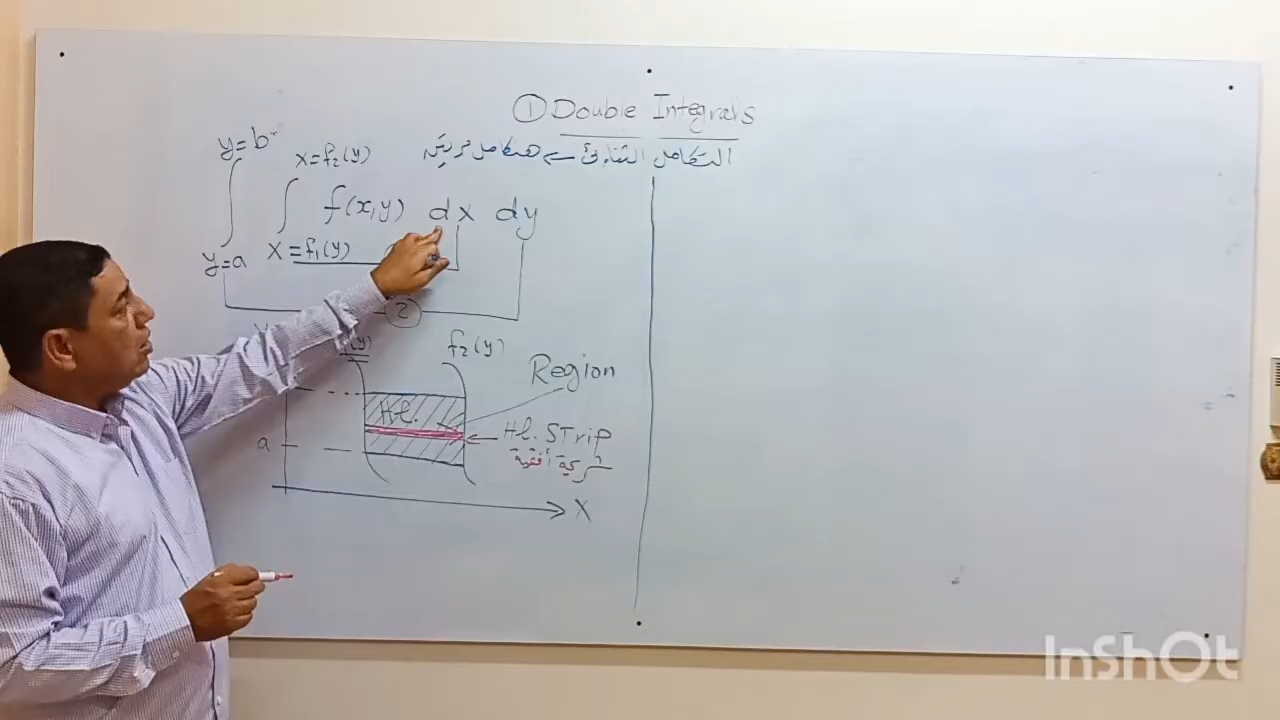 ① Double Integrals
التكامل الثنائي => هنكامل مرتين
y=b
x=f₂(y)
∫ ∫ f(x,y) dx dy
y=a
x=f₁(y)
2
(y)
f₂(y)
Region
Hl.
Hl. STrip
شريحة أفقية
a
X
InShOt